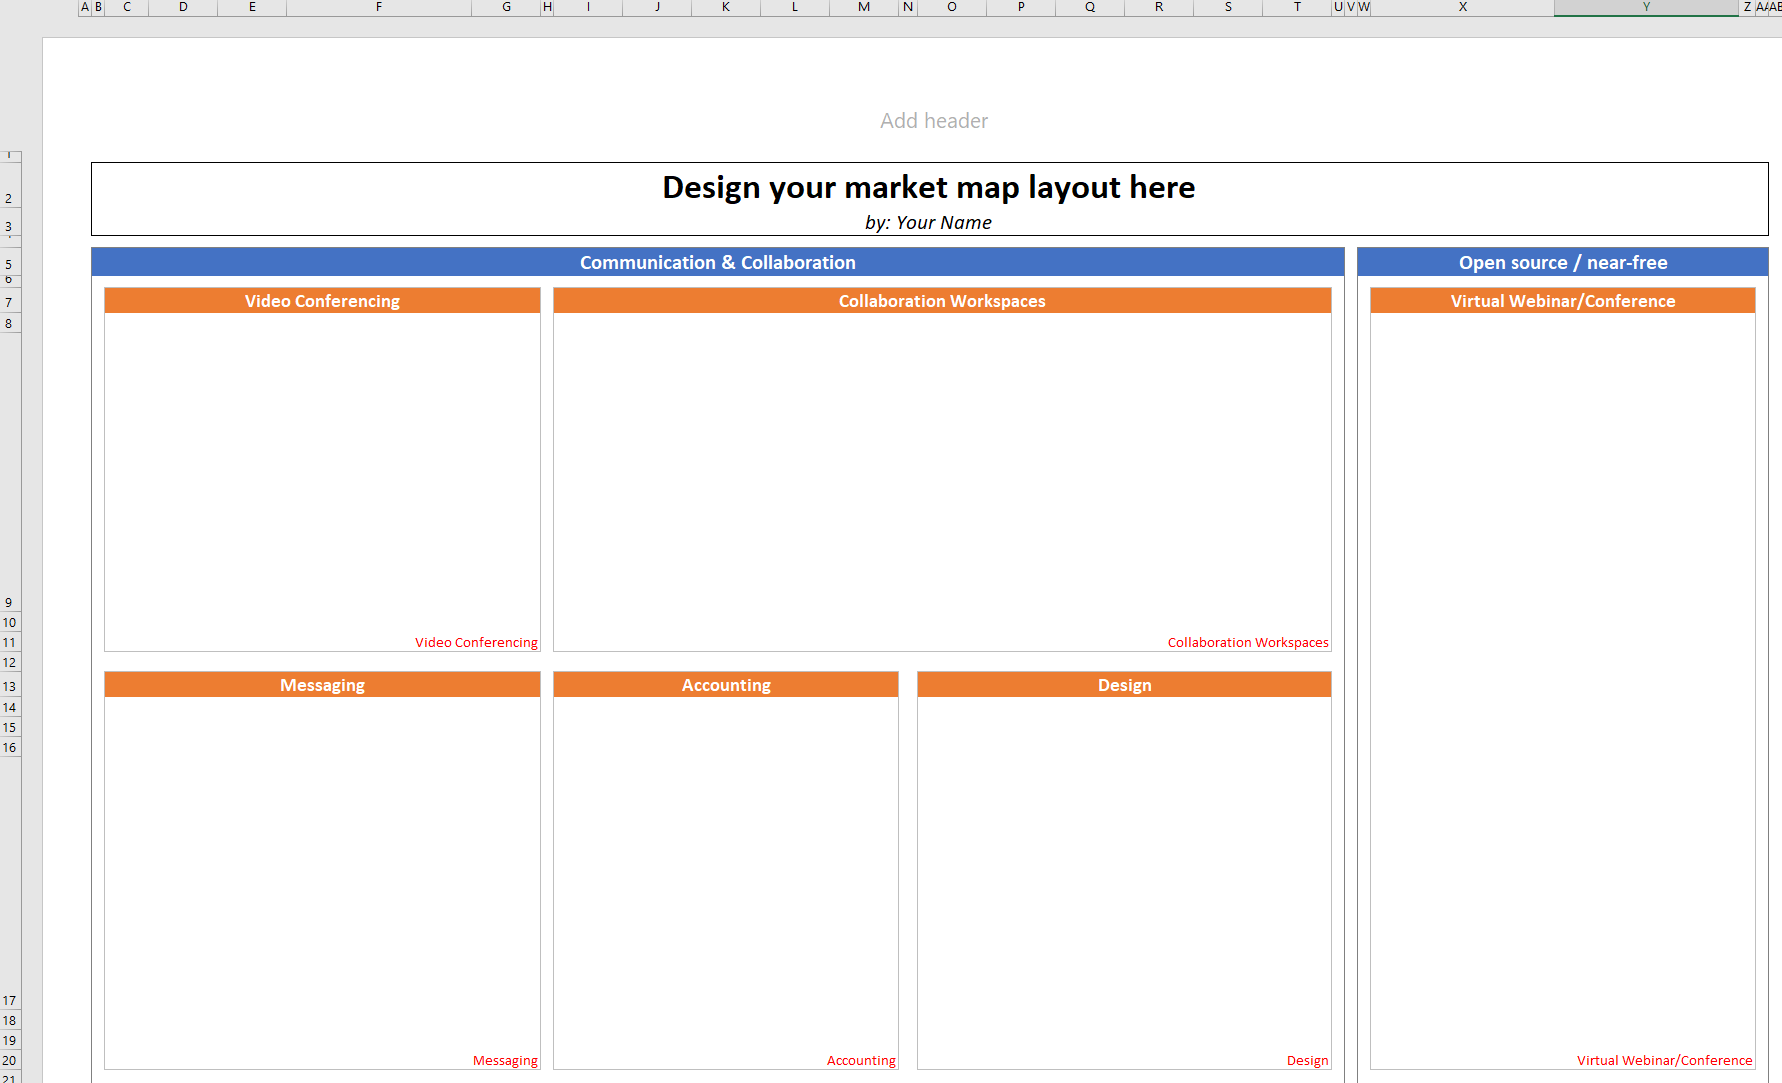 A B C D E F G H I J K L M N O P Q R S T U V W X Y Z AA AB
Add header
1
2
Design your market map layout here
3
by: Your Name
5
Communication & Collaboration
Open source / near-free
6
7
Video Conferencing
Collaboration Workspaces
Virtual Webinar/Conference
8
9
10
11
Video Conferencing
Collaboration Workspaces
12
13
Messaging
Accounting
Design
14
15
16
17
18
19
20
Messaging
Accounting
Design
Virtual Webinar/Conference
21